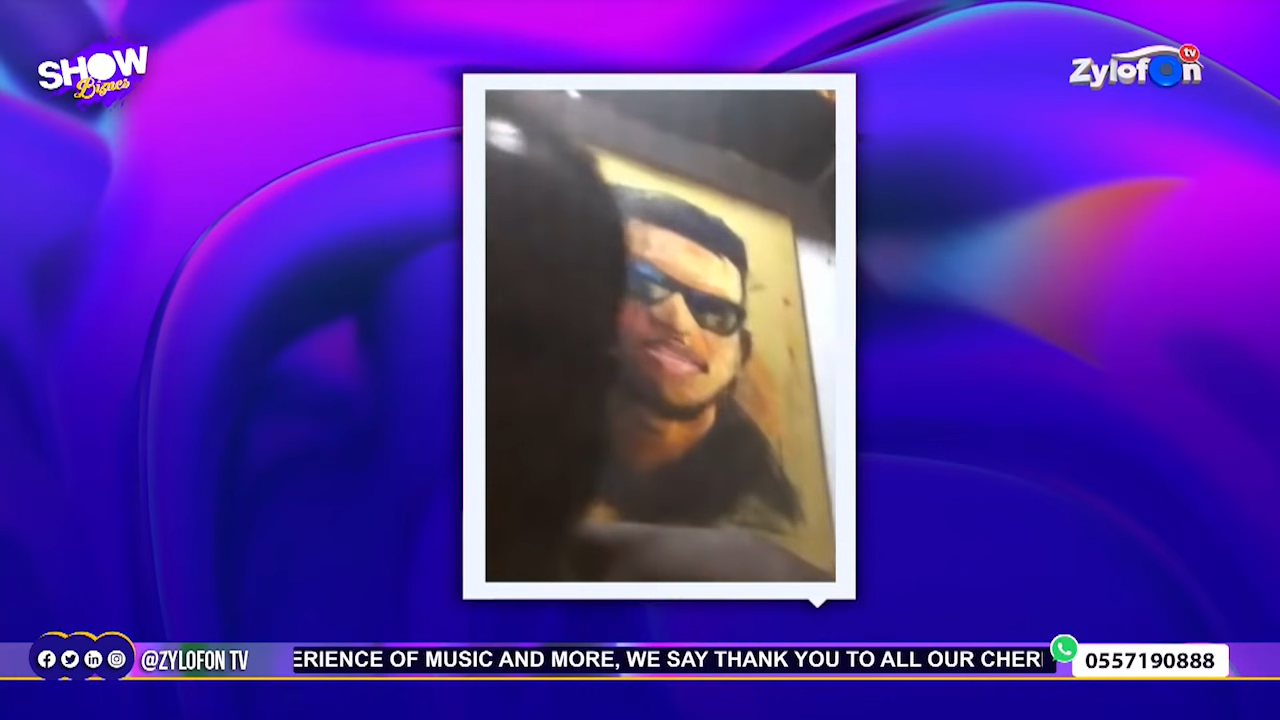 SHOW
Biznes
Zylofon tv
@ZYLOFON TV
ERIENCE OF MUSIC AND MORE, WE SAY THANK YOU TO ALL OUR CHERI
0557190888